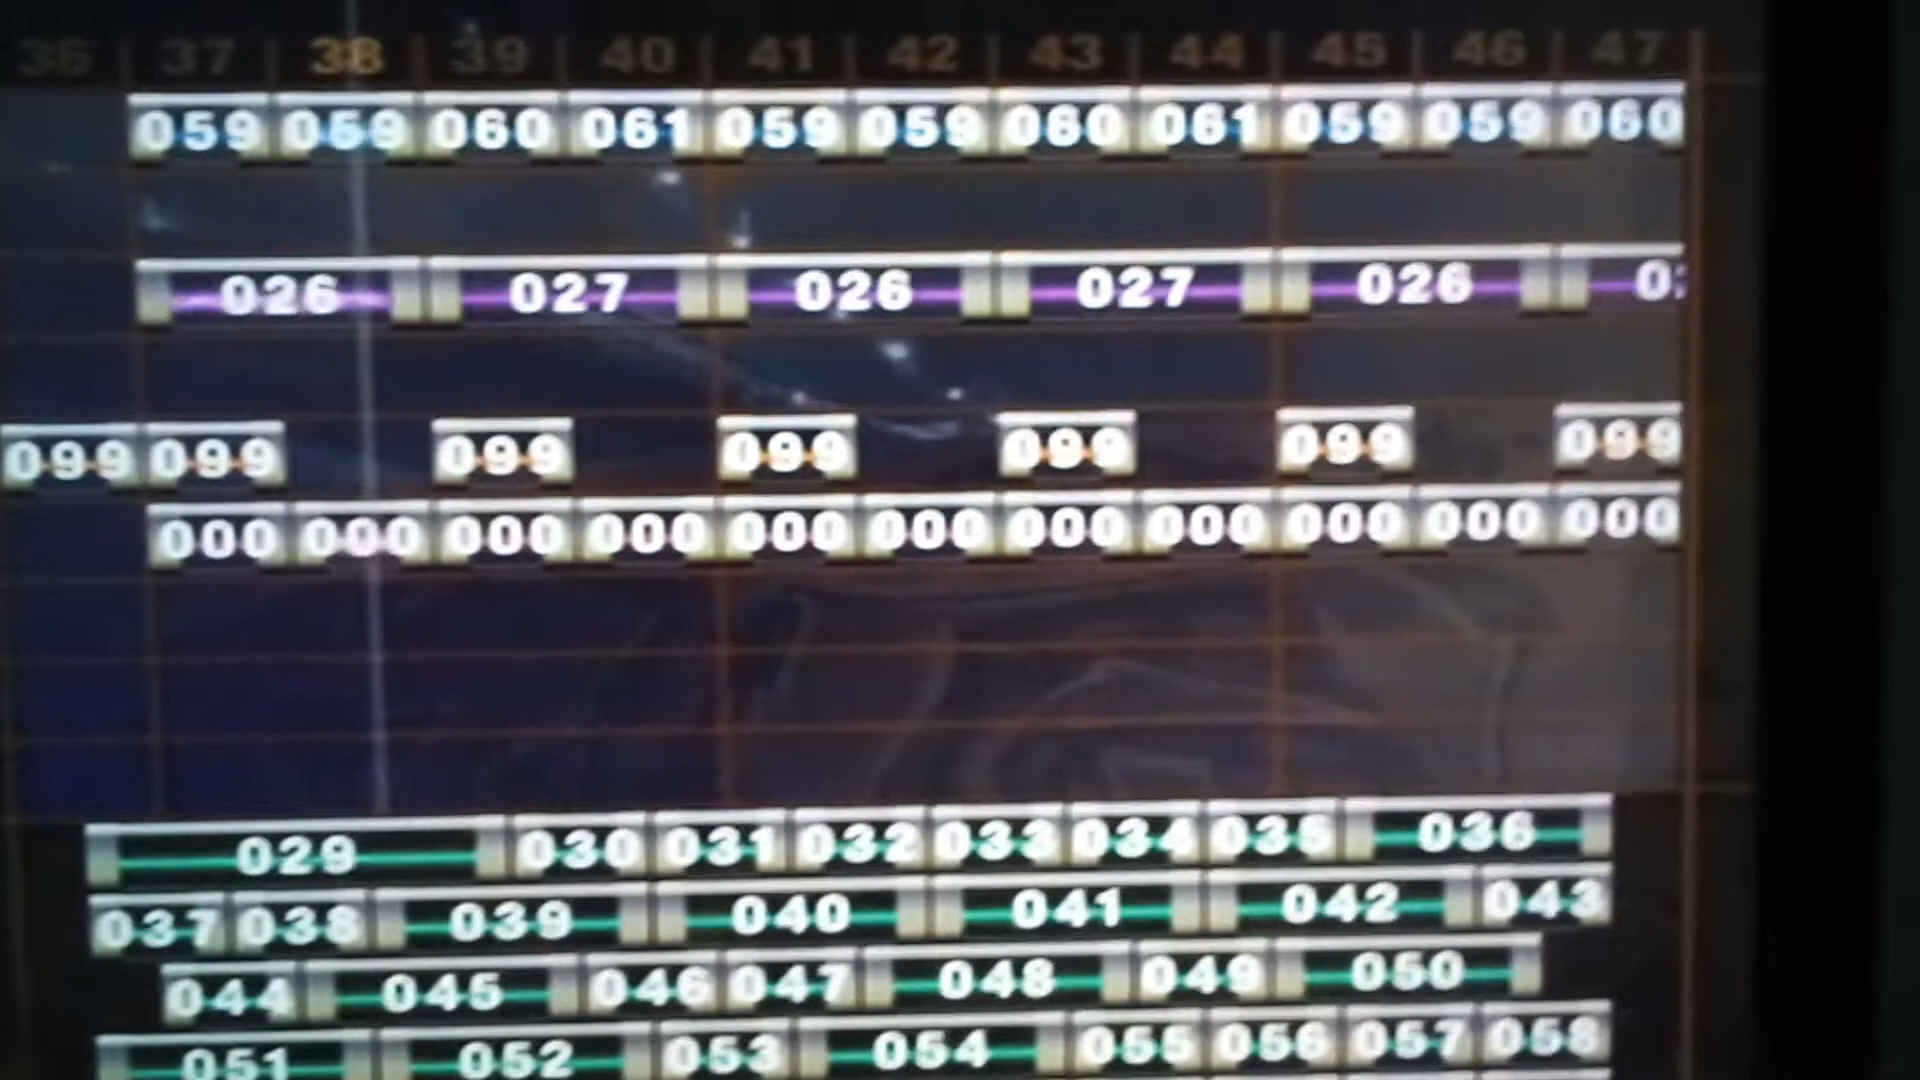 36 37 38 39 40 41 42 43 44 45 46 47
059 059 060 061 059 059 060 061 059 059 060
026 027 026 027 026
099 099 099 099 099 099 099
000 000 000 000 000 000 000 000 000 000 000
029 030 031 032 033 034 035 036
037 038 039 040 041 042 043
044 045 046 047 048 049 050
051 052 053 054 055 056 057 058